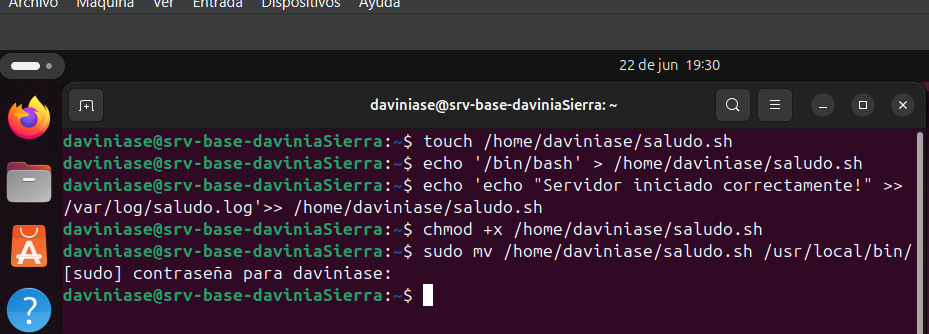 Archivo Máquina Ver Entrada Dispositivos Ayuda
22 de jun 19:30
daviniase@srv-base-daviniaSierra: ~
daviniase@srv-base-daviniaSierra:~$ touch /home/daviniase/saludo.sh
daviniase@srv-base-daviniaSierra:~$ echo '/bin/bash' > /home/daviniase/saludo.sh
daviniase@srv-base-daviniaSierra:~$ echo 'echo "Servidor iniciado correctamente!" >>
/var/log/saludo.log'>> /home/daviniase/saludo.sh
daviniase@srv-base-daviniaSierra:~$ chmod +x /home/daviniase/saludo.sh
daviniase@srv-base-daviniaSierra:~$ sudo mv /home/daviniase/saludo.sh /usr/local/bin/
[sudo] contraseña para daviniase:
daviniase@srv-base-daviniaSierra:~$